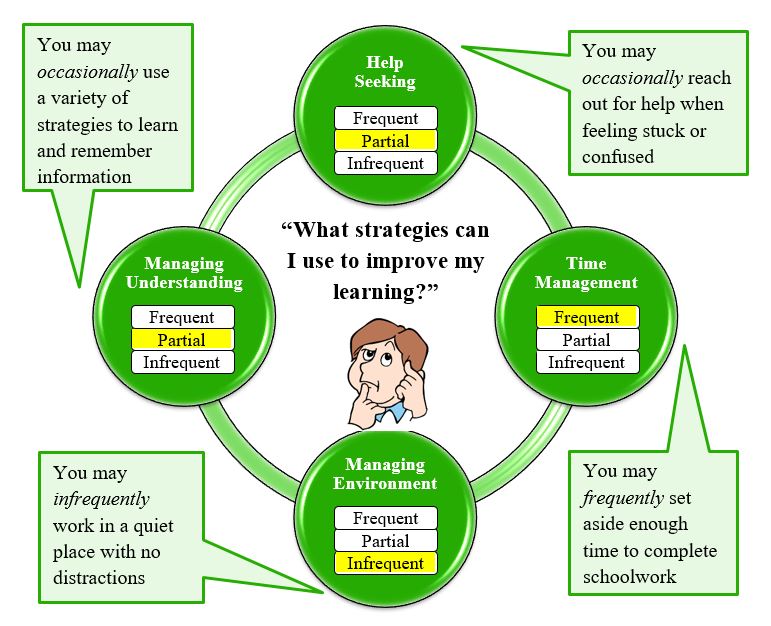 You may
occasionally use
a variety of
strategies to learn
and remember
information
Help
Seeking
Frequent
Partial
Infrequent
You may
occasionally reach
out for help when
feeling stuck or
confused
“What strategies can
I use to improve my
learning?”
Managing
Understanding
Frequent
Partial
Infrequent
Time
Management
Frequent
Partial
Infrequent
You may
infrequently
work in a quiet
place with no
distractions
Managing
Environment
Frequent
Partial
Infrequent
You may
frequently set
aside enough
time to complete
schoolwork